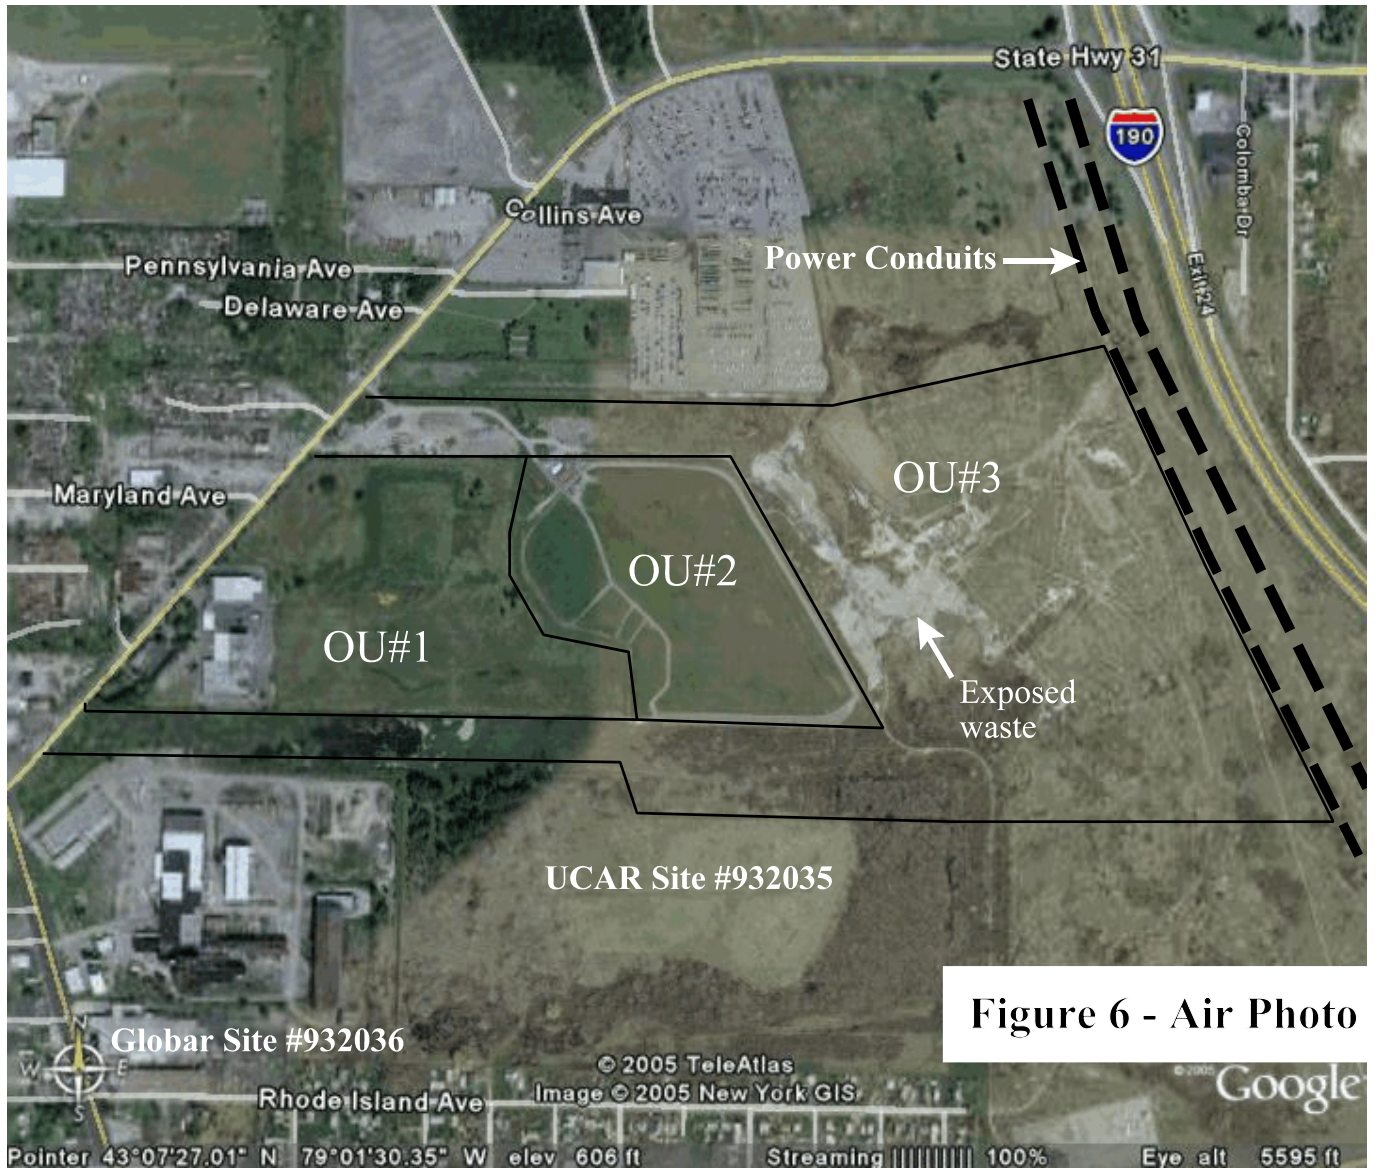 State Hwy 31
190
Colomba Dr
Collins Ave
Power Conduits
Pennsylvania Ave
Exit 24
Delaware Ave
OU#3
Maryland Ave
OU#2
OU#1
Exposed
waste
UCAR Site #932035
Figure 6 - Air Photo
N
Globar Site #932036
W E
S
© 2005 TeleAtlas
Image © 2005 New York GIS
© 2005
Google
Rhode Island Ave
Pointer 43°07'27.01" N 79°01'30.35" W elev 606 ft Streaming ||||||||| 100% Eye alt 5595 ft